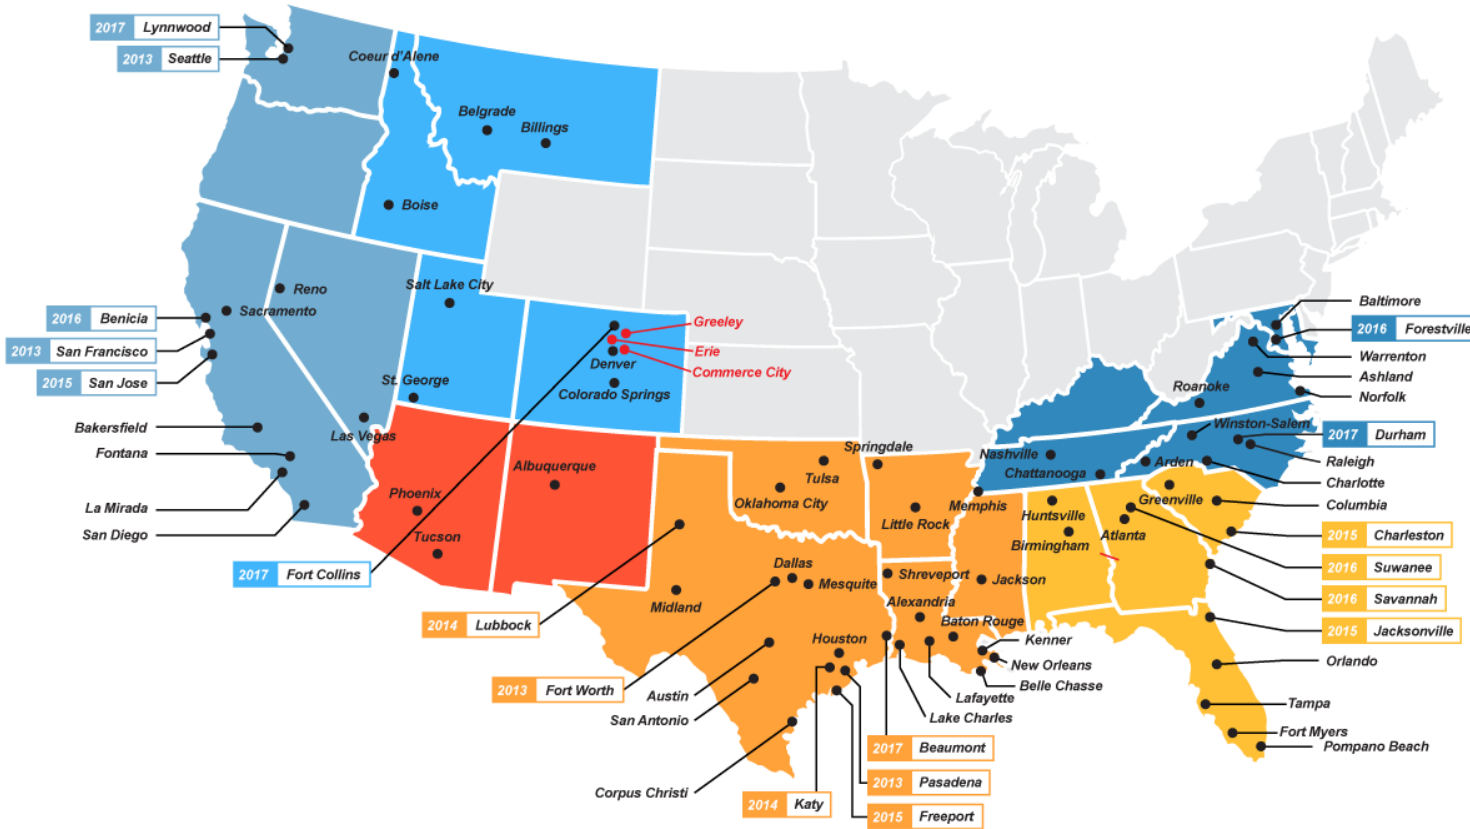 2017 Lynnwood
2013 Seattle
Coeur d'Alene
Belgrade
Billings
Boise
Salt Lake City
Reno
Sacramento
2016 Benicia
2013 San Francisco
2015 San Jose
Greeley
Erie
Denver
Commerce City
Colorado Springs
St. George
Las Vegas
Bakersfield
Fontana
La Mirada
San Diego
Albuquerque
Phoenix
Tucson
2017 Fort Collins
2014 Lubbock
2013 Fort Worth
Springdale
Tulsa
Oklahoma City
Little Rock
Dallas
Mesquite
Midland
Houston
Austin
San Antonio
Corpus Christi
Shreveport
Alexandria
Baton Rouge
Jackson
Kenner
New Orleans
Belle Chasse
Lafayette
Lake Charles
2017 Beaumont
2013 Pasadena
2014 Katy
2015 Freeport
Baltimore
2016 Forestville
Warrenton
Ashland
Norfolk
Roanoke
Winston-Salem
2017 Durham
Raleigh
Charlotte
Nashville
Chattanooga
Arden
Memphis
Huntsville
Birmingham
Atlanta
Greenville
Columbia
2015 Charleston
2016 Suwanee
2016 Savannah
2015 Jacksonville
Orlando
Tampa
Fort Myers
Pompano Beach